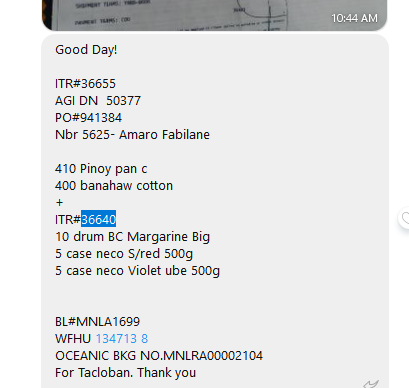 10:44 AM
Good Day!
ITR#36655
AGI DN  50377
PO#941384
Nbr 5625- Amaro Fabilane
410 Pinoy pan c
400 banahaw cotton
+
ITR#36640
10 drum BC Margarine Big
5 case neco S/red 500g
5 case neco Violet ube 500g
BL#MNLA1699
WFHU 134713 8
OCEANIC BKG NO.MNLRA00002104
For Tacloban. Thank you